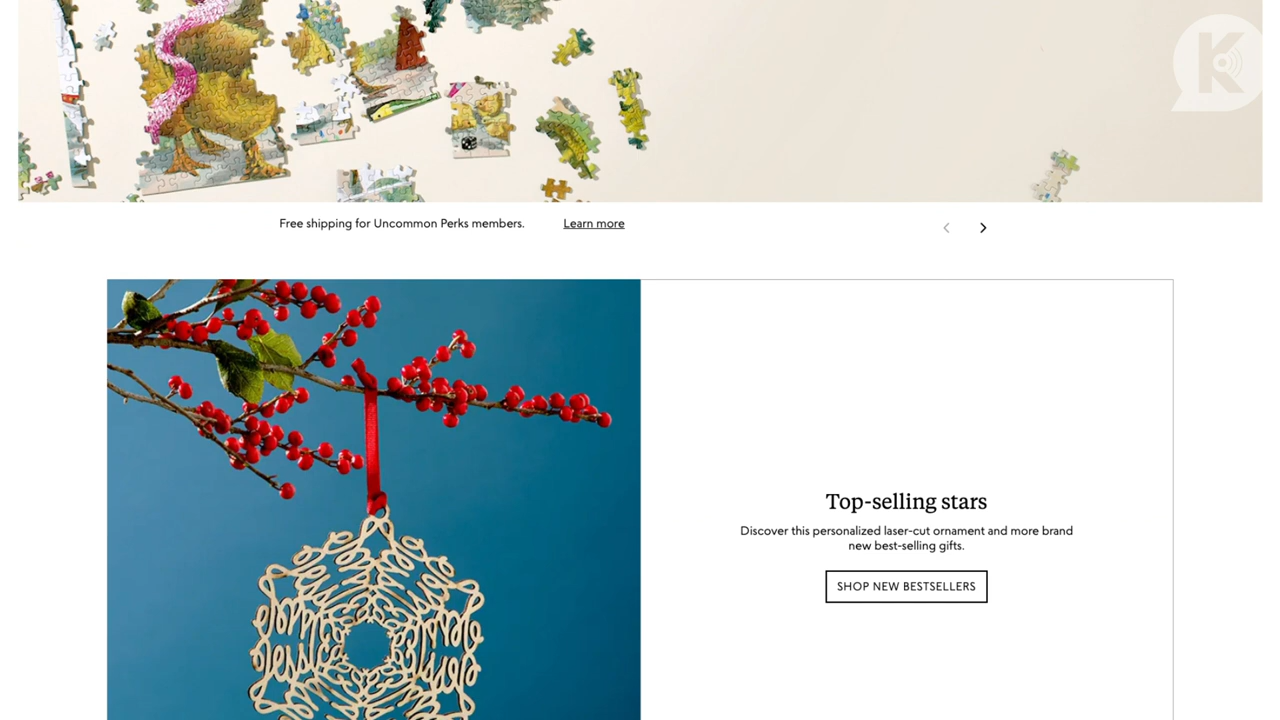 K
Free shipping for Uncommon Perks members. Learn more
Top-selling stars
Discover this personalized laser-cut ornament and more brand
new best-selling gifts.
SHOP NEW BESTSELLERS